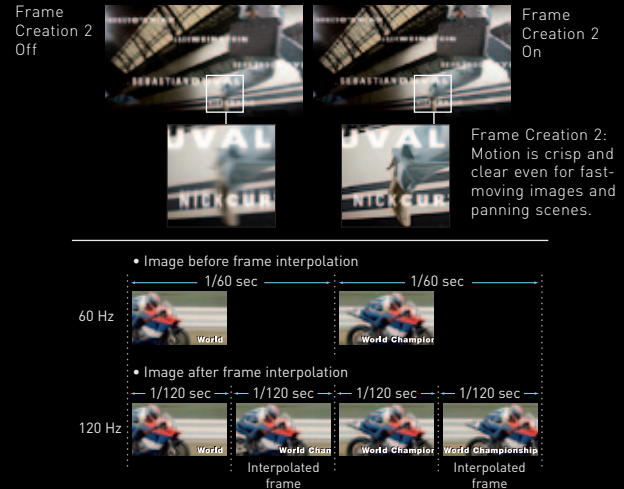 Frame
Creation 2
Off
Frame
Creation 2
On
SEBASTIAN
UVAL
NICKCUR
UVAL
NICKCUR
Frame Creation 2:
Motion is crisp and
clear even for fast-
moving images and
panning scenes.
• Image before frame interpolation
1/60 sec
1/60 sec
60 Hz
World
World Champion
• Image after frame interpolation
1/120 sec
1/120 sec
1/120 sec
1/120 sec
120 Hz
World
World Chan
World Champion
World Championship
Interpolated
frame
Interpolated
frame